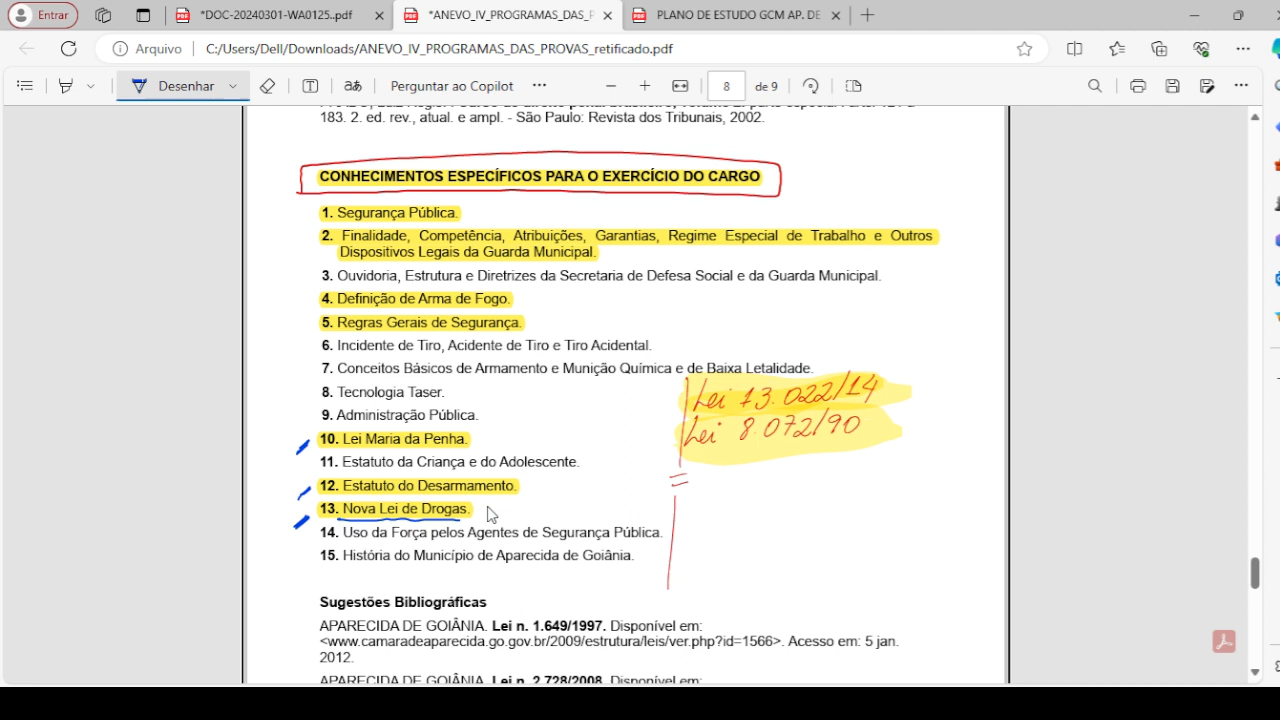 Entrar
*DOC-20240301-WA0125..pdf
*ANEVO_IV_PROGRAMAS_DAS_P
PLANO DE ESTUDO GCM AP. DE
Arquivo
C:/Users/Dell/Downloads/ANEVO_IV_PROGRAMAS_DAS_PROVAS_retificado.pdf
Desenhar
Perguntar ao Copilot
8
de 9
183. 2. ed. rev., atual. e ampl. - São Paulo: Revista dos Tribunais, 2002.
CONHECIMENTOS ESPECÍFICOS PARA O EXERCÍCIO DO CARGO
1. Segurança Pública.
2. Finalidade, Competência, Atribuições, Garantias, Regime Especial de Trabalho e Outros
Dispositivos Legais da Guarda Municipal.
3. Ouvidoria, Estrutura e Diretrizes da Secretaria de Defesa Social e da Guarda Municipal.
4. Definição de Arma de Fogo.
5. Regras Gerais de Segurança.
6. Incidente de Tiro, Acidente de Tiro e Tiro Acidental.
7. Conceitos Básicos de Armamento e Munição Química e de Baixa Letalidade.
8. Tecnologia Taser.
Lei 13.022/14
9. Administração Pública.
Lei 8.072/90
10. Lei Maria da Penha.
11. Estatuto da Criança e do Adolescente.
12. Estatuto do Desarmamento.
13. Nova Lei de Drogas.
14. Uso da Força pelos Agentes de Segurança Pública.
15. História do Município de Aparecida de Goiânia.
Sugestões Bibliográficas
APARECIDA DE GOIÂNIA. Lei n. 1.649/1997. Disponível em:
<www.camaradeaparecida.go.gov.br/2009/estrutura/leis/ver.php?id=1566>. Acesso em: 5 jan.
2012.
APARECIDA DE GOIÂNIA. Lei n. 2.728/2008. Disponível em: